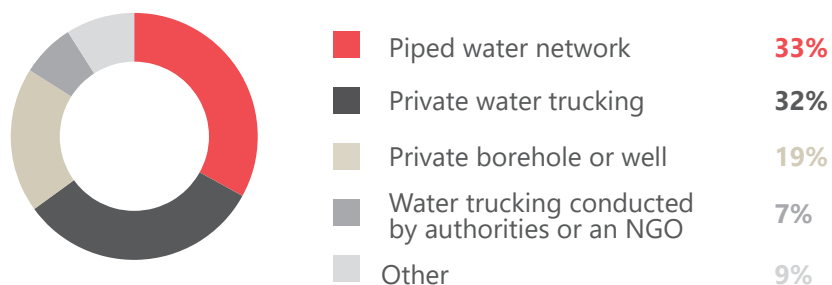 Piped water network 33%
Private water trucking 32%
Private borehole or well 19%
Water trucking conducted
by authorities or an NGO 7%
Other 9%